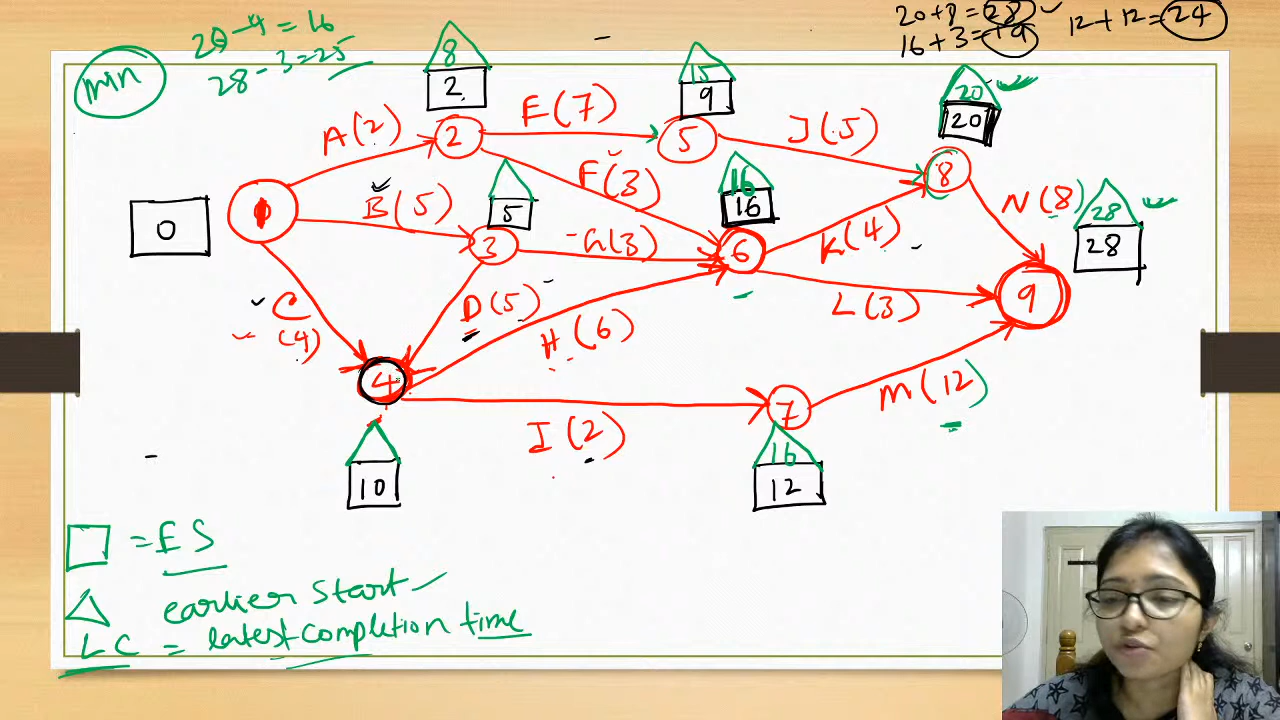 20-4=16
28-3=25
min
20+8=28
16+3=19
12+12=24
8
2
15
9
20
20
A(2)
2
E(7)
5
J(5)
8
F(3)
N(8)
28
28
0
1
B(5)
5
3
G(3)
16
16
6
K(4)
L(3)
9
C
(4)
D(5)
H(6)
4
I(2)
7
M(12)
10
16
12
= ES
earlier start
LC = latest completion time